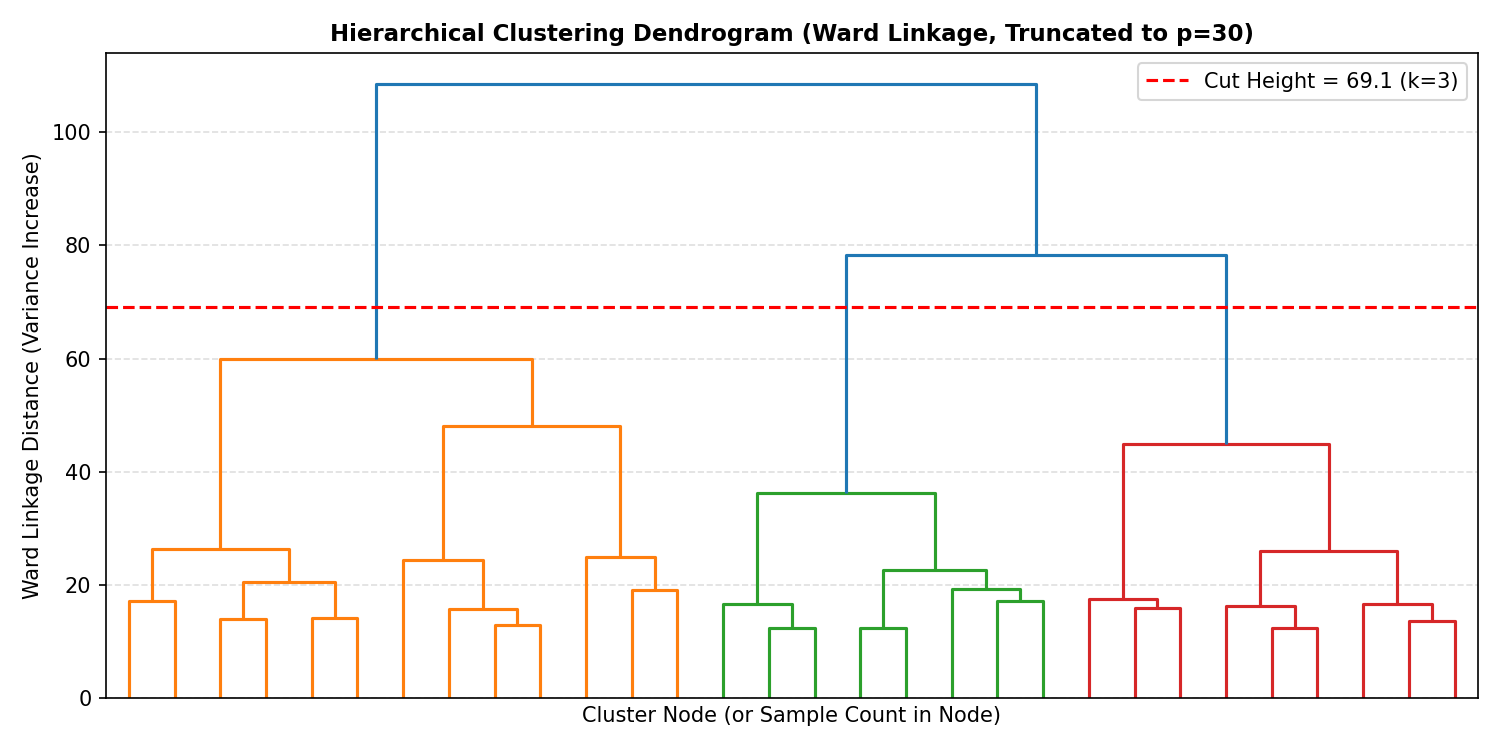 Hierarchical Clustering Dendrogram (Ward Linkage, Truncated to p=30)
Cut Height = 69.1 (k=3)
Ward Linkage Distance (Variance Increase)
100
80
60
40
20
0
Cluster Node (or Sample Count in Node)